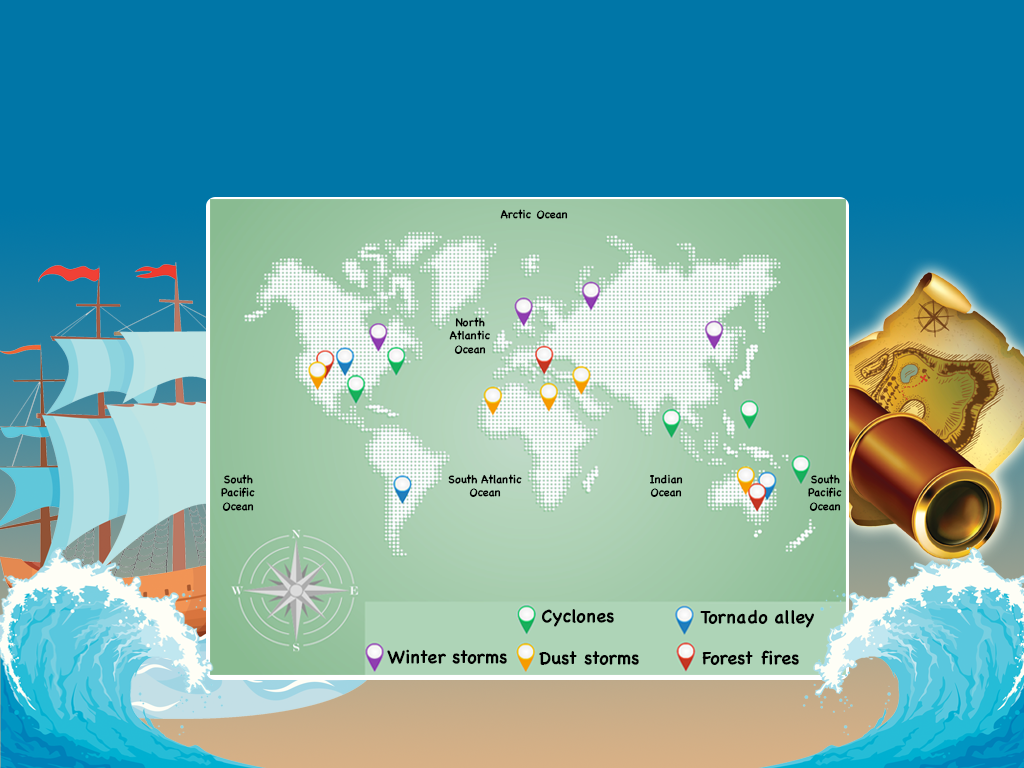 Arctic Ocean
North
Atlantic
Ocean
South
Pacific
Ocean
South Atlantic
Ocean
Indian
Ocean
South
Pacific
Ocean
N
W
E
S
Cyclones
Tornado alley
Winter storms
Dust storms
Forest fires